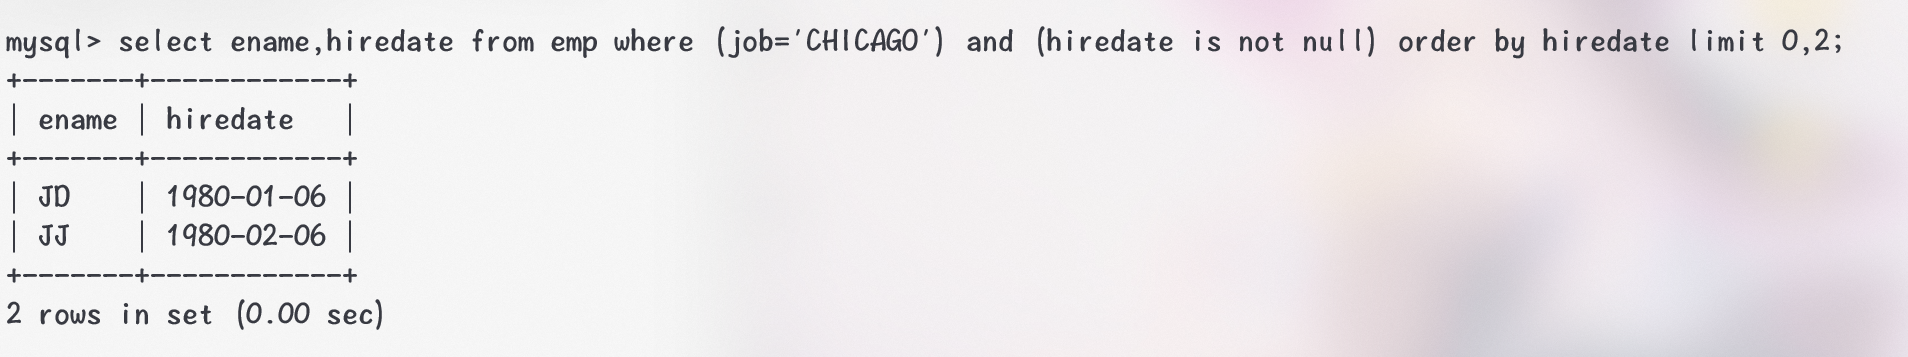 mysql> select ename,hiredate from emp where (job='CHICAGO') and (hiredate is not null) order by hiredate limit 0,2;
+-------+------------+
| ename | hiredate   |
+-------+------------+
| JD    | 1980-01-06 |
| JJ    | 1980-02-06 |
+-------+------------+
2 rows in set (0.00 sec)